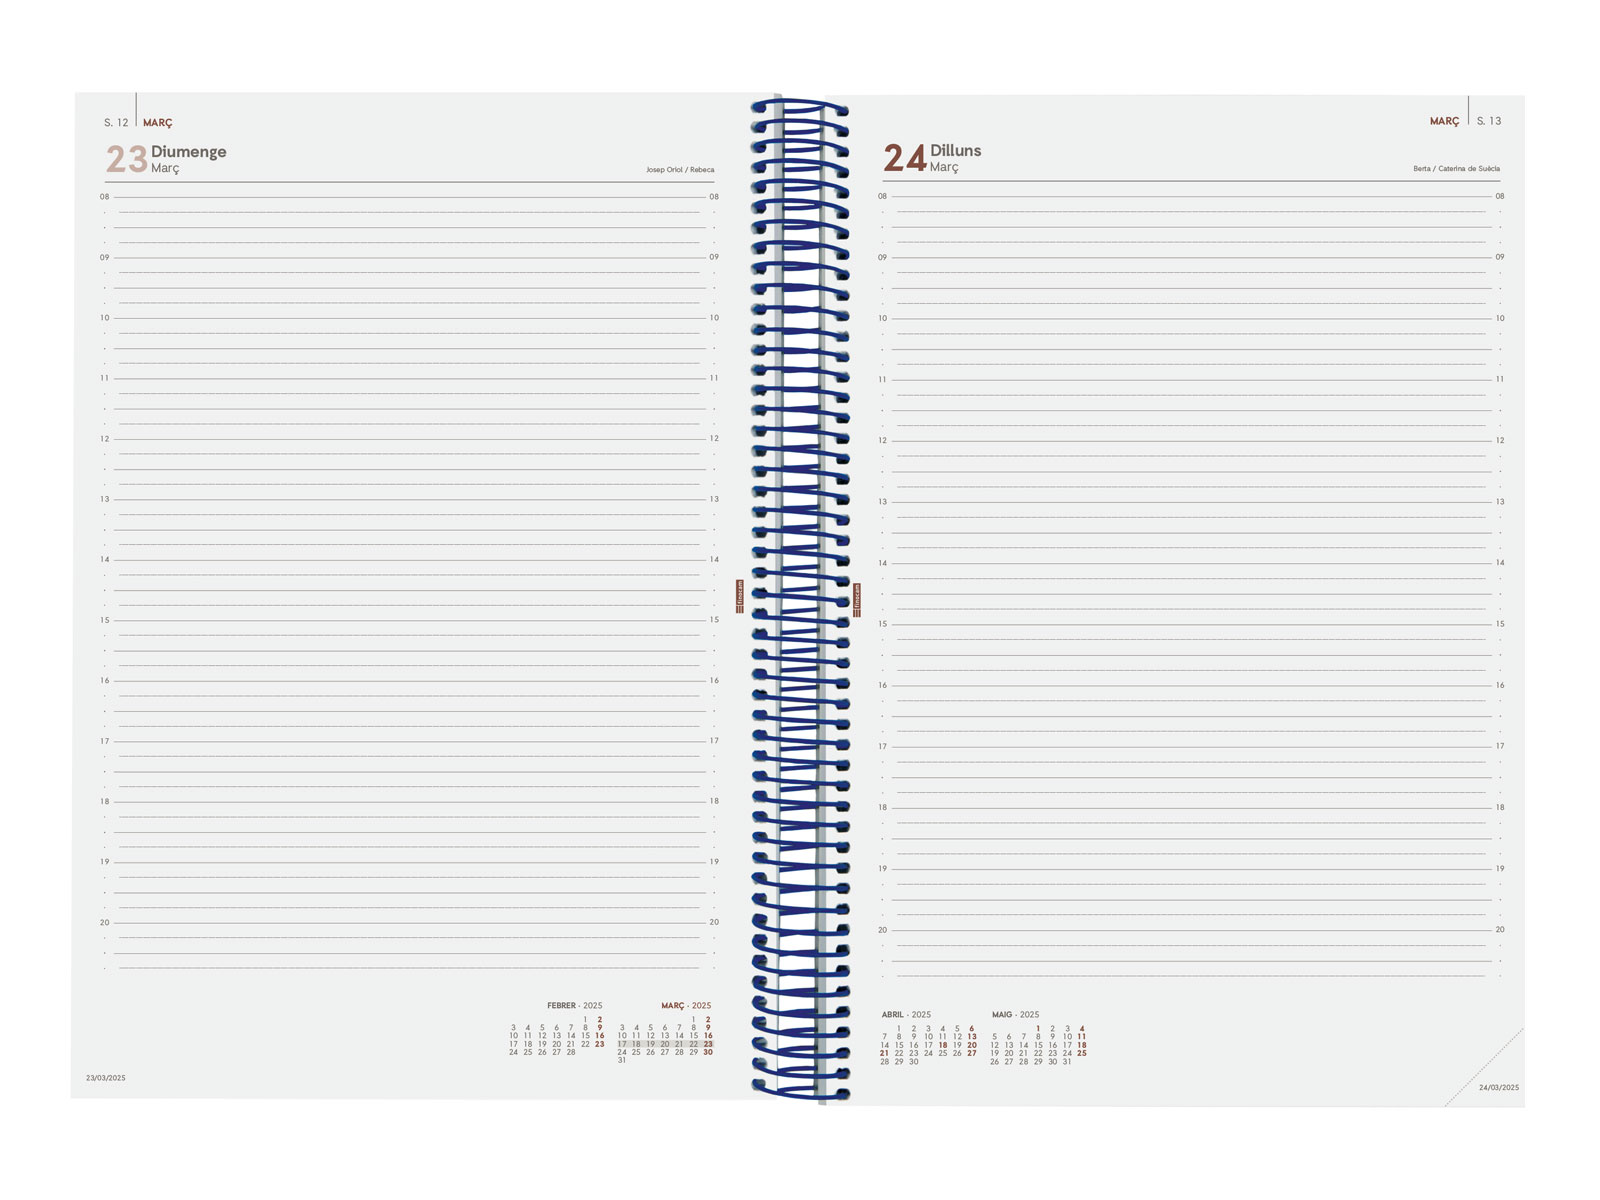 S. 12 MARÇ
23 Diumenge
Març
Josep Oriol / Rebeca
08 08
09 09
10 10
11 11
12 12
13 13
14 14
15 15
16 16
17 17
18 18
19 19
20 20
FEBRER · 2025
1 2
3 4 5 6 7 8 9
10 11 12 13 14 15 16
17 18 19 20 21 22 23
24 25 26 27 28
MARÇ · 2025
1 2
3 4 5 6 7 8 9
10 11 12 13 14 15 16
17 18 19 20 21 22 23
24 25 26 27 28 29 30
31
23/03/2025
finocam
finocam
MARÇ S. 13
24 Dilluns
Març
Berta / Caterina de Suècia
08 08
09 09
10 10
11 11
12 12
13 13
14 14
15 15
16 16
17 17
18 18
19 19
20 20
ABRIL · 2025
1 2 3 4 5 6
7 8 9 10 11 12 13
14 15 16 17 18 19 20
21 22 23 24 25 26 27
28 29 30
MAIG · 2025
1 2 3 4
5 6 7 8 9 10 11
12 13 14 15 16 17 18
19 20 21 22 23 24 25
26 27 28 29 30 31
24/03/2025